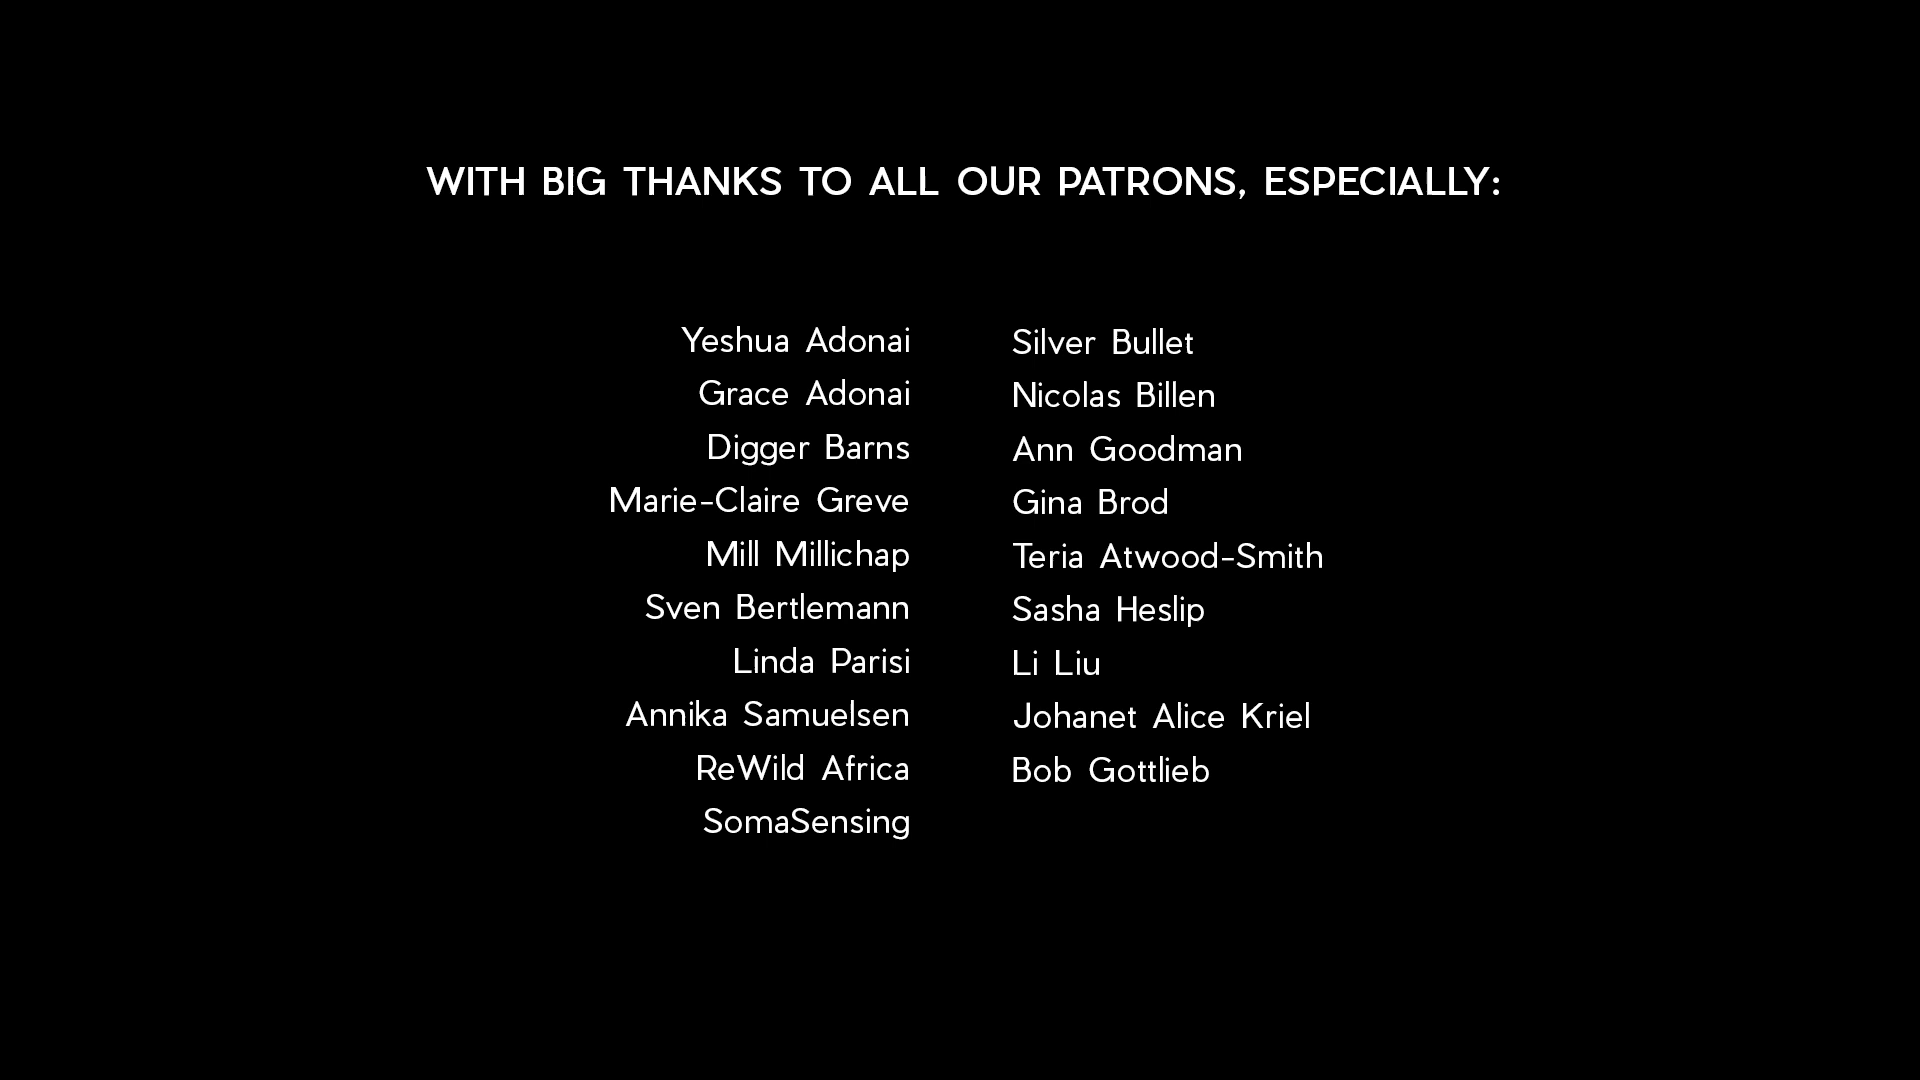 WITH BIG THANKS TO ALL OUR PATRONS, ESPECIALLY:
Yeshua Adonai
Grace Adonai
Digger Barns
Marie-Claire Greve
Mill Millichap
Sven Bertlemann
Linda Parisi
Annika Samuelsen
ReWild Africa
SomaSensing
Silver Bullet
Nicolas Billen
Ann Goodman
Gina Brod
Teria Atwood-Smith
Sasha Heslip
Li Liu
Johanet Alice Kriel
Bob Gottlieb